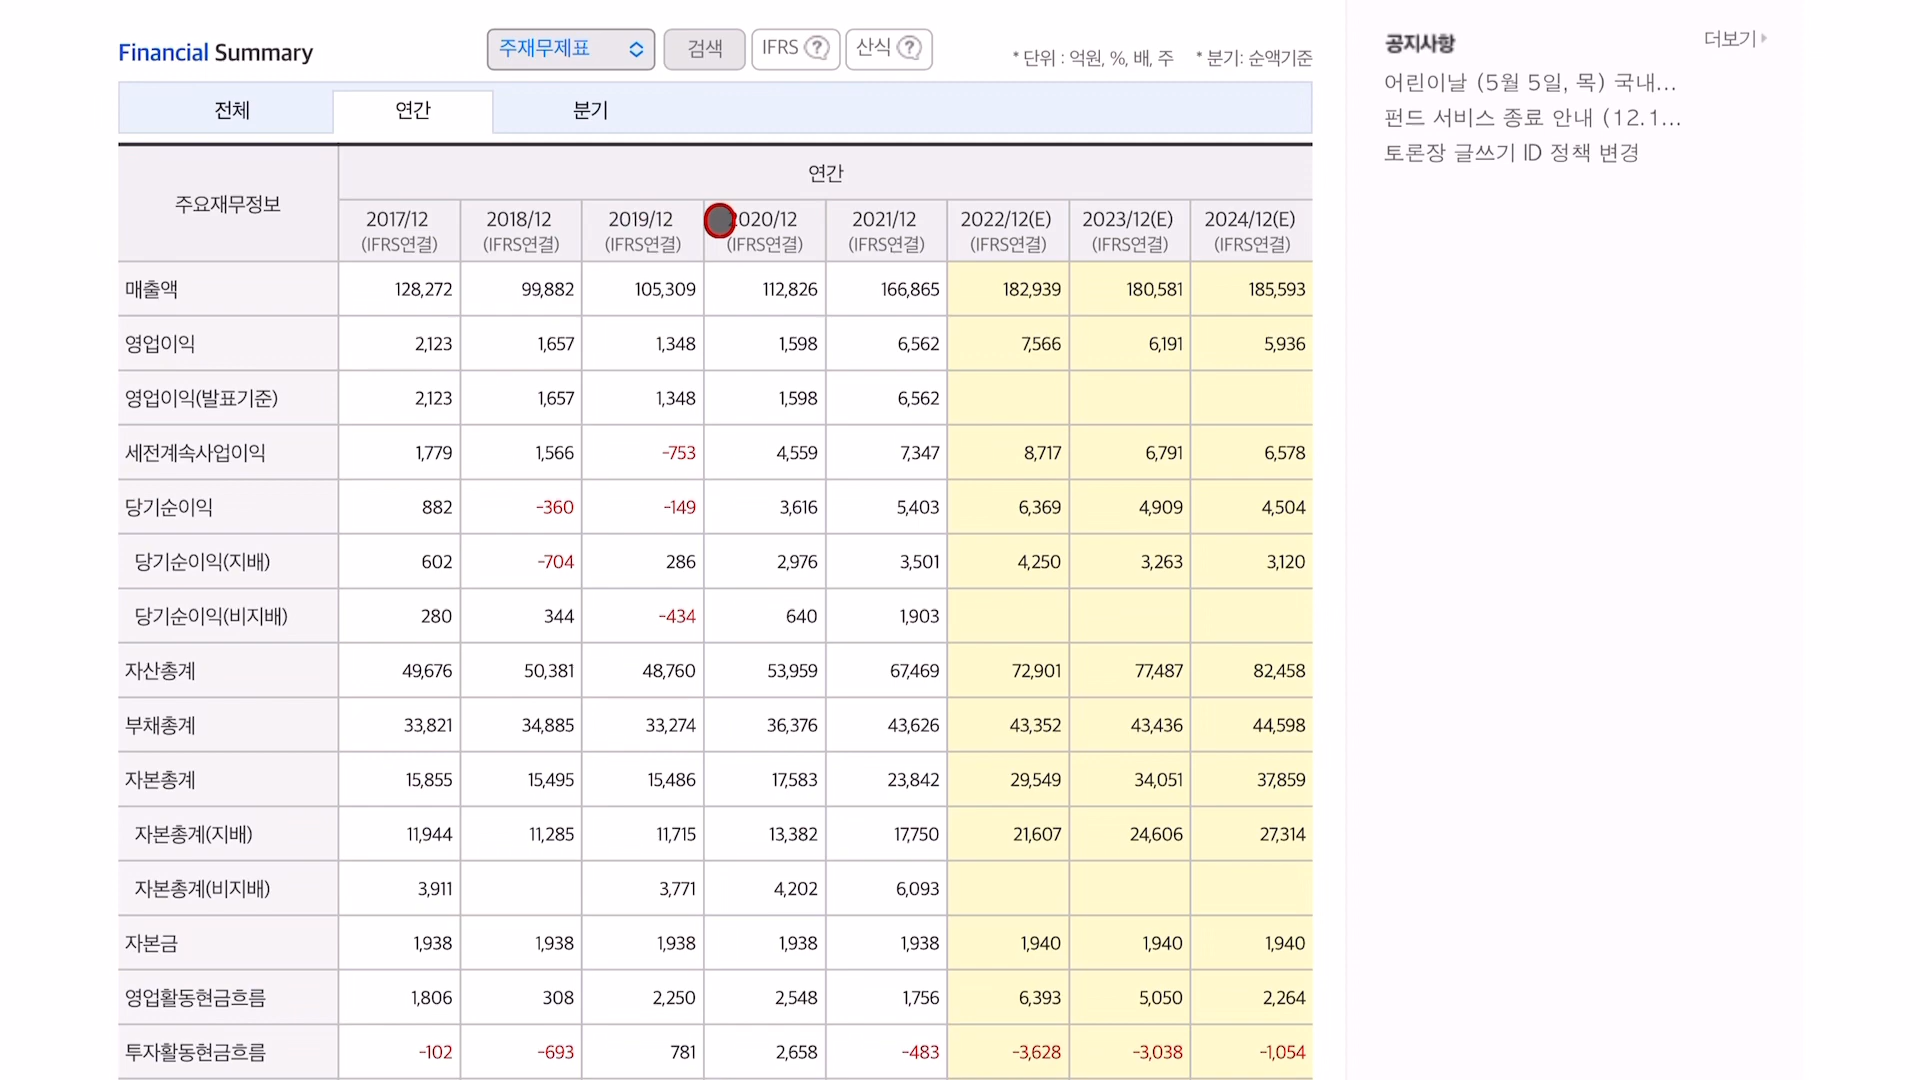 Financial Summary 주재무제표 검색 IFRS ? 산식 ? * 단위 : 억원, %, 배, 주 * 분기: 순액기준
전체 연간 분기
주요재무정보 연간
2017/12 2018/12 2019/12 2020/12 2021/12 2022/12(E) 2023/12(E) 2024/12(E)
(IFRS연결) (IFRS연결) (IFRS연결) (IFRS연결) (IFRS연결) (IFRS연결) (IFRS연결) (IFRS연결)
매출액 128,272 99,882 105,309 112,826 166,865 182,939 180,581 185,593
영업이익 2,123 1,657 1,348 1,598 6,562 7,566 6,191 5,936
영업이익(발표기준) 2,123 1,657 1,348 1,598 6,562
세전계속사업이익 1,779 1,566 -753 4,559 7,347 8,717 6,791 6,578
당기순이익 882 -360 -149 3,616 5,403 6,369 4,909 4,504
당기순이익(지배) 602 -704 286 2,976 3,501 4,250 3,263 3,120
당기순이익(비지배) 280 344 -434 640 1,903
자산총계 49,676 50,381 48,760 53,959 67,469 72,901 77,487 82,458
부채총계 33,821 34,885 33,274 36,376 43,626 43,352 43,436 44,598
자본총계 15,855 15,495 15,486 17,583 23,842 29,549 34,051 37,859
자본총계(지배) 11,944 11,285 11,715 13,382 17,750 21,607 24,606 27,314
자본총계(비지배) 3,911 3,771 4,202 6,093
자본금 1,938 1,938 1,938 1,938 1,938 1,940 1,940 1,940
영업활동현금흐름 1,806 308 2,250 2,548 1,756 6,393 5,050 2,264
투자활동현금흐름 -102 -693 781 2,658 -483 -3,628 -3,038 -1,054
공지사항 더보기
어린이날 (5월 5일, 목) 국내...
펀드 서비스 종료 안내 (12.1...
토론장 글쓰기 ID 정책 변경